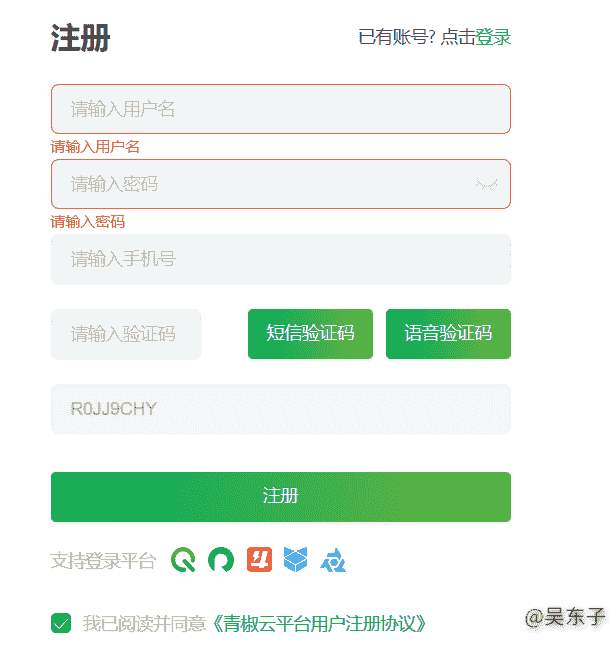 注册
已有账号? 点击登录
请输入用户名
请输入用户名
请输入密码
请输入密码
请输入手机号
请输入验证码
短信验证码
语音验证码
R0JJ9CHY
注册
支持登录平台
我已阅读并同意《青椒云平台用户注册协议》
@吴东子